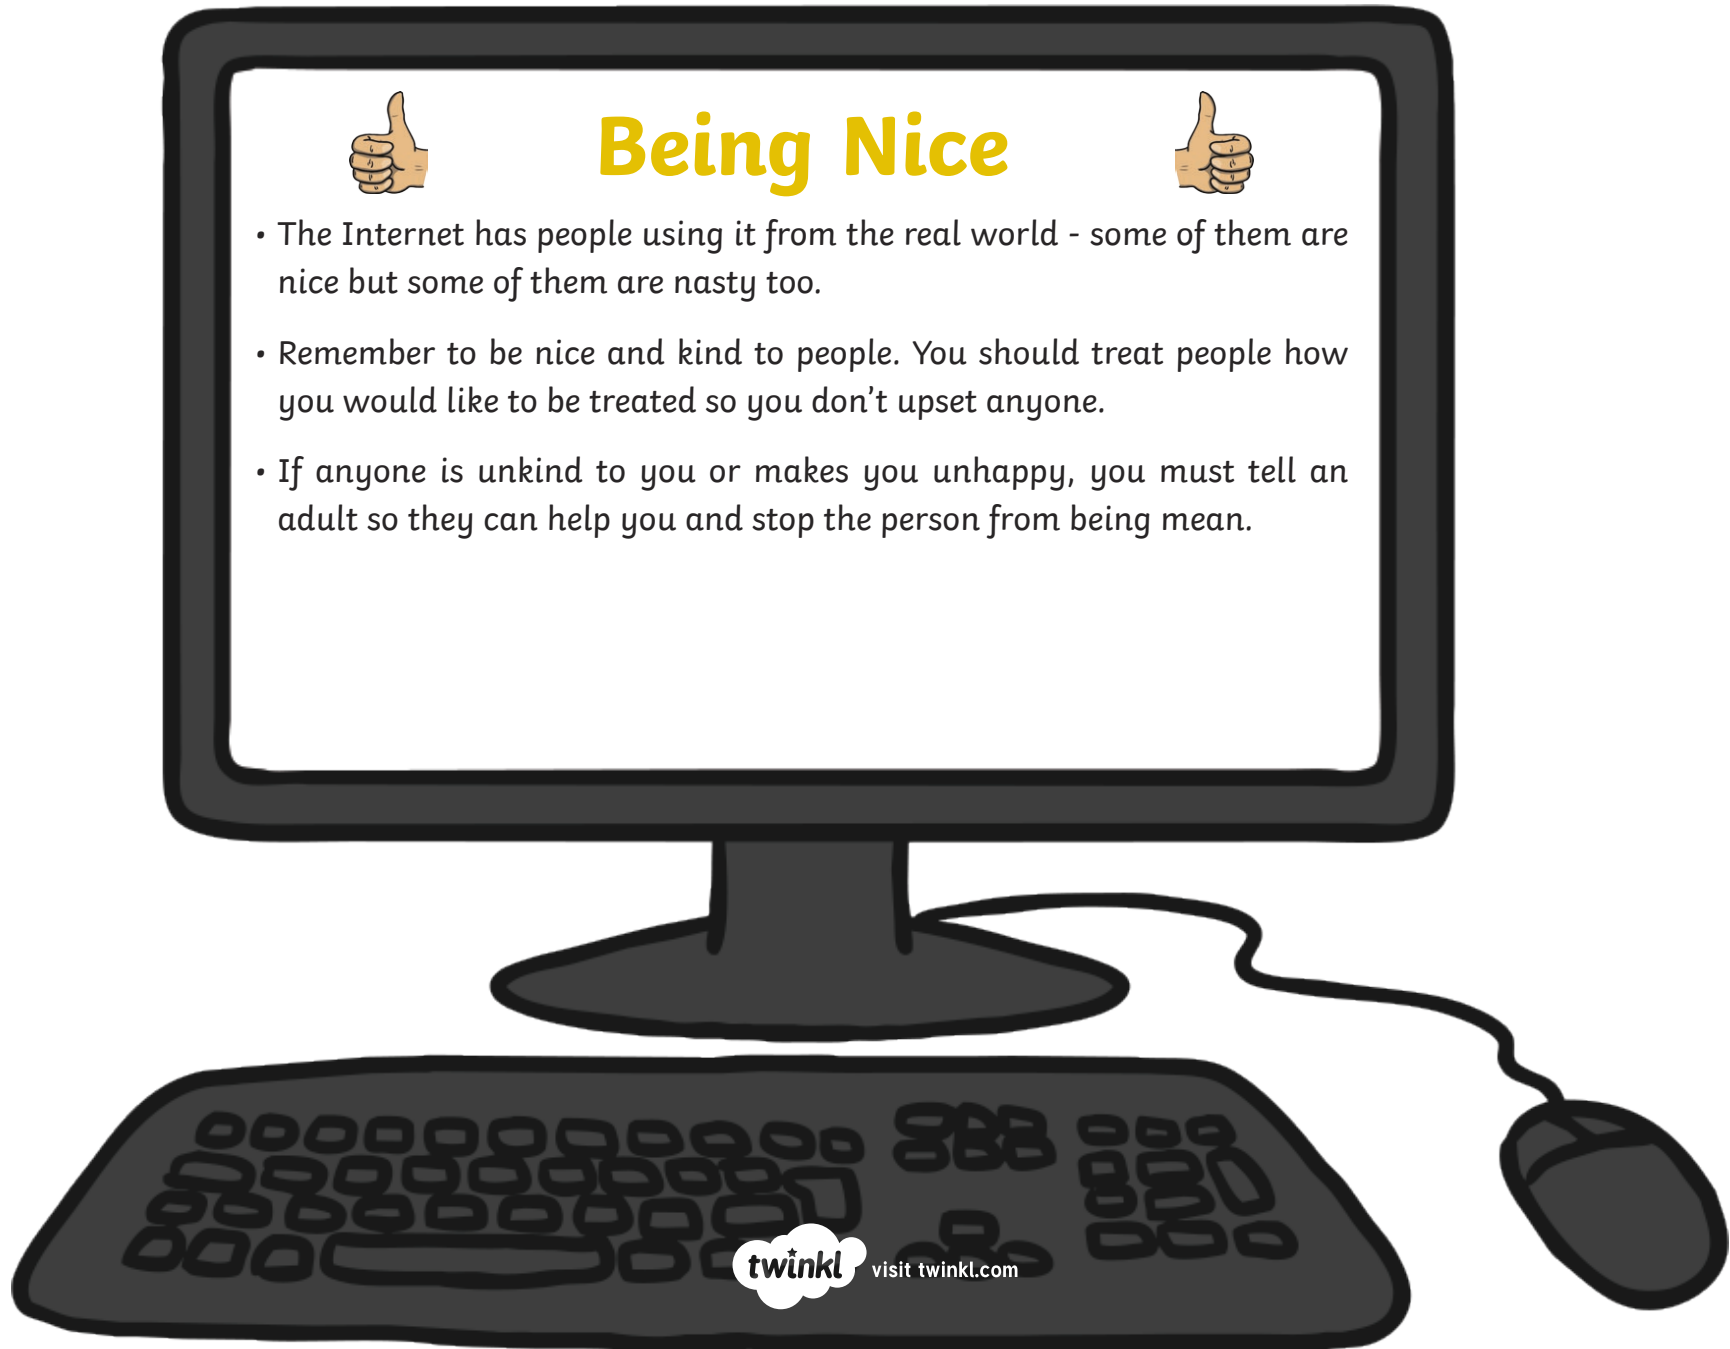 Being Nice
• The Internet has people using it from the real world - some of them are
nice but some of them are nasty too.
• Remember to be nice and kind to people. You should treat people how
you would like to be treated so you don’t upset anyone.
• If anyone is unkind to you or makes you unhappy, you must tell an
adult so they can help you and stop the person from being mean.
twinkl visit twinkl.com